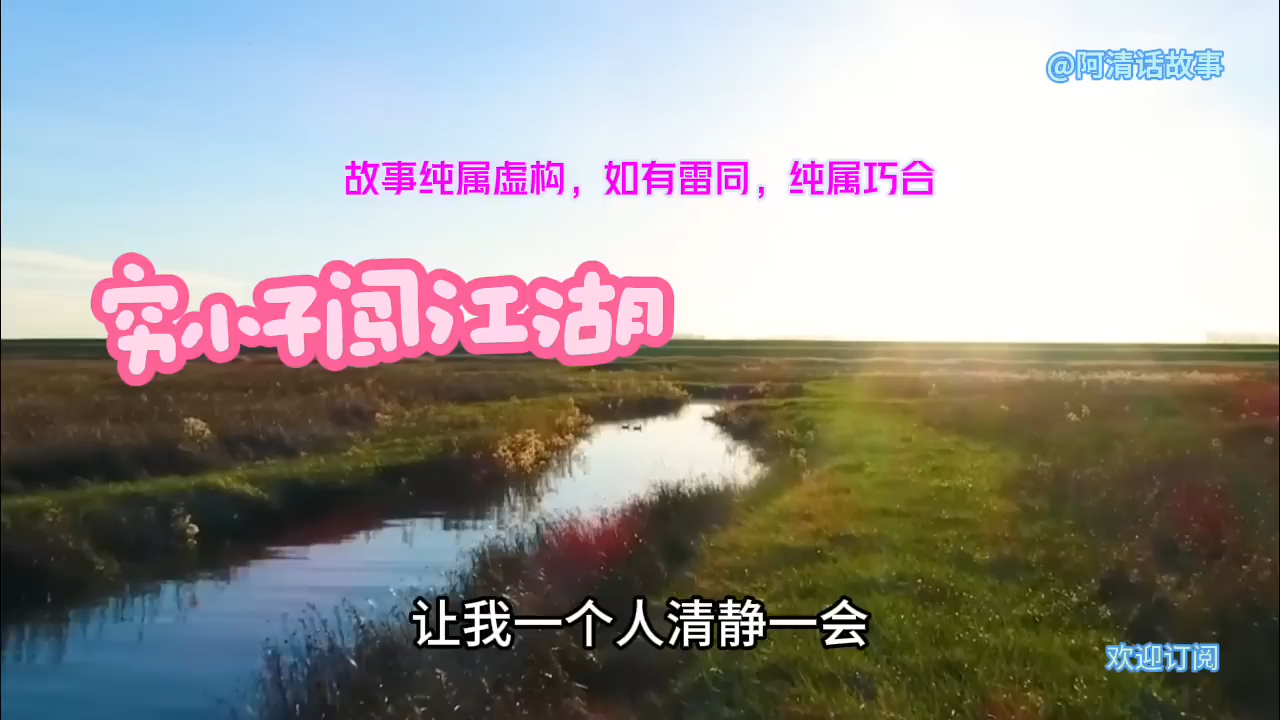 @阿清话故事
故事纯属虚构，如有雷同，纯属巧合
穷小子闯江湖
让我一个人清静一会
欢迎订阅